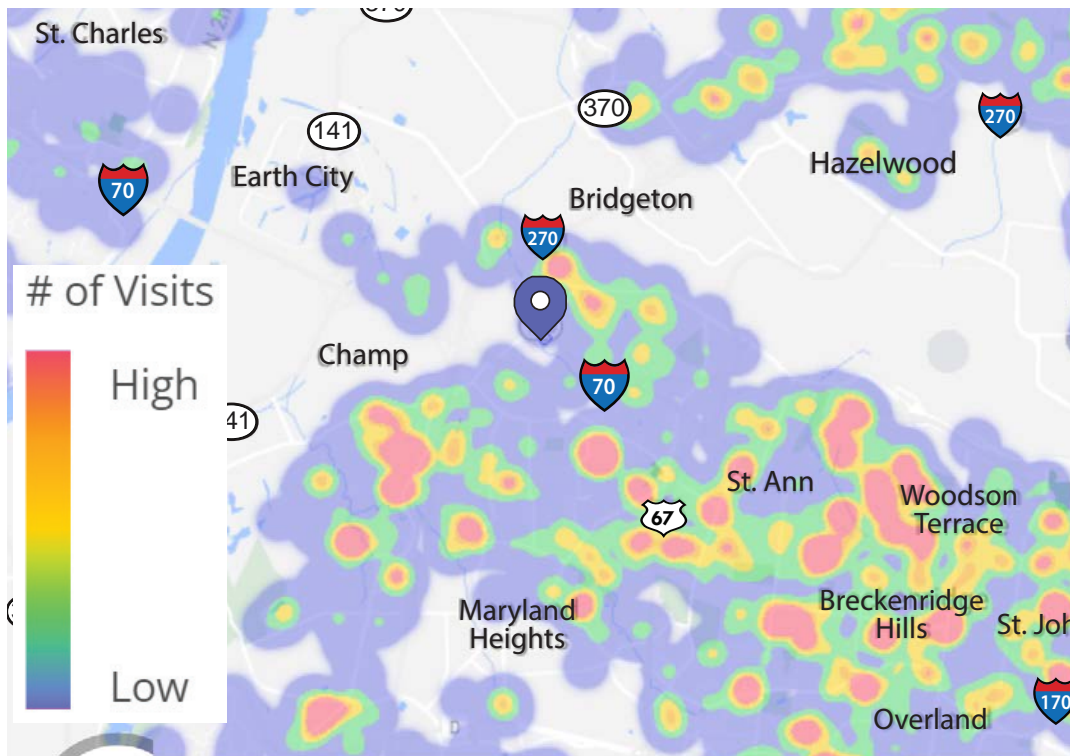 St. Charles
141
370
270
Hazelwood
Earth City
70
Bridgeton
270
# of Visits
High
Low
Champ
70
41
St. Ann
Woodson
Terrace
67
Maryland
Heights
Breckenridge
Hills
St. Joh
170
Overland